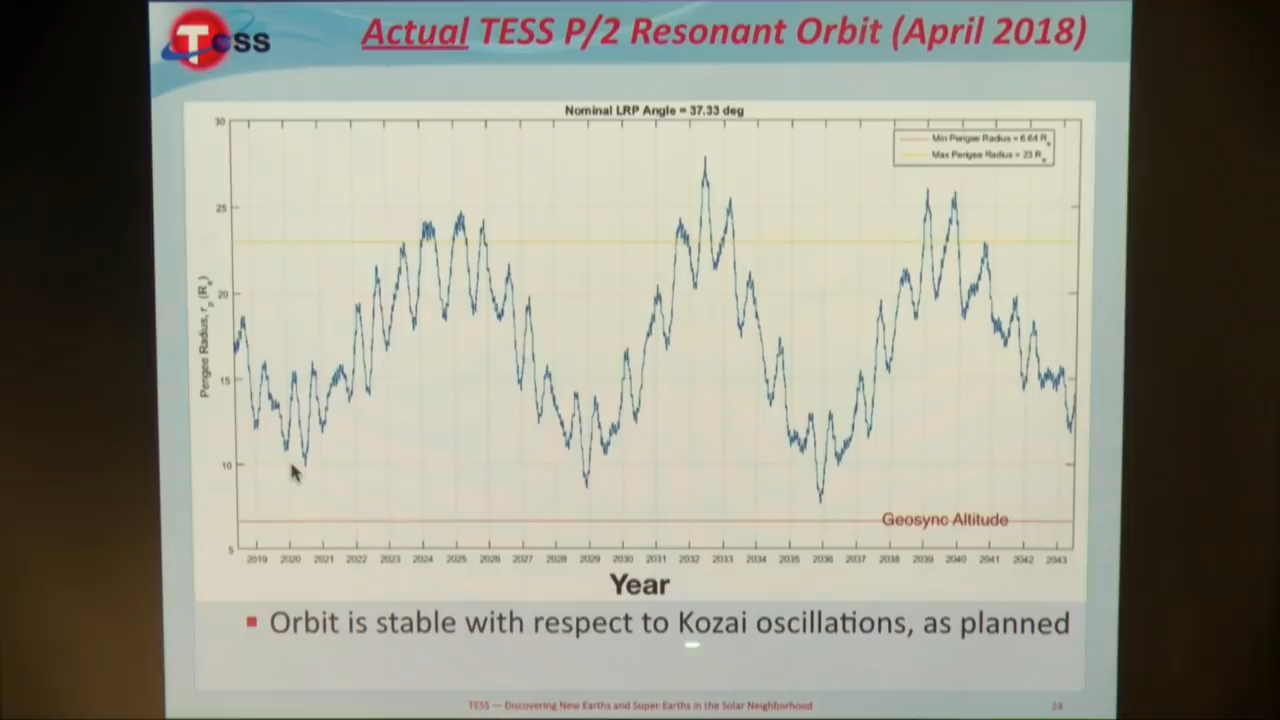 Tess
Actual TESS P/2 Resonant Orbit (April 2018)
Nominal LRP Angle = 37.33 deg
Min Perigee Radius = 6.64 Re
Max Perigee Radius = 23 Re
30
25
20
15
10
5
Perigee Radius, rp (Re)
Geosync Altitude
2019 2020 2021 2022 2023 2024 2025 2026 2027 2028 2029 2030 2031 2032 2033 2034 2035 2036 2037 2038 2039 2040 2041 2042 2043
Year
Orbit is stable with respect to Kozai oscillations, as planned
TESS — Discovering New Earths and Super-Earths in the Solar Neighborhood
24